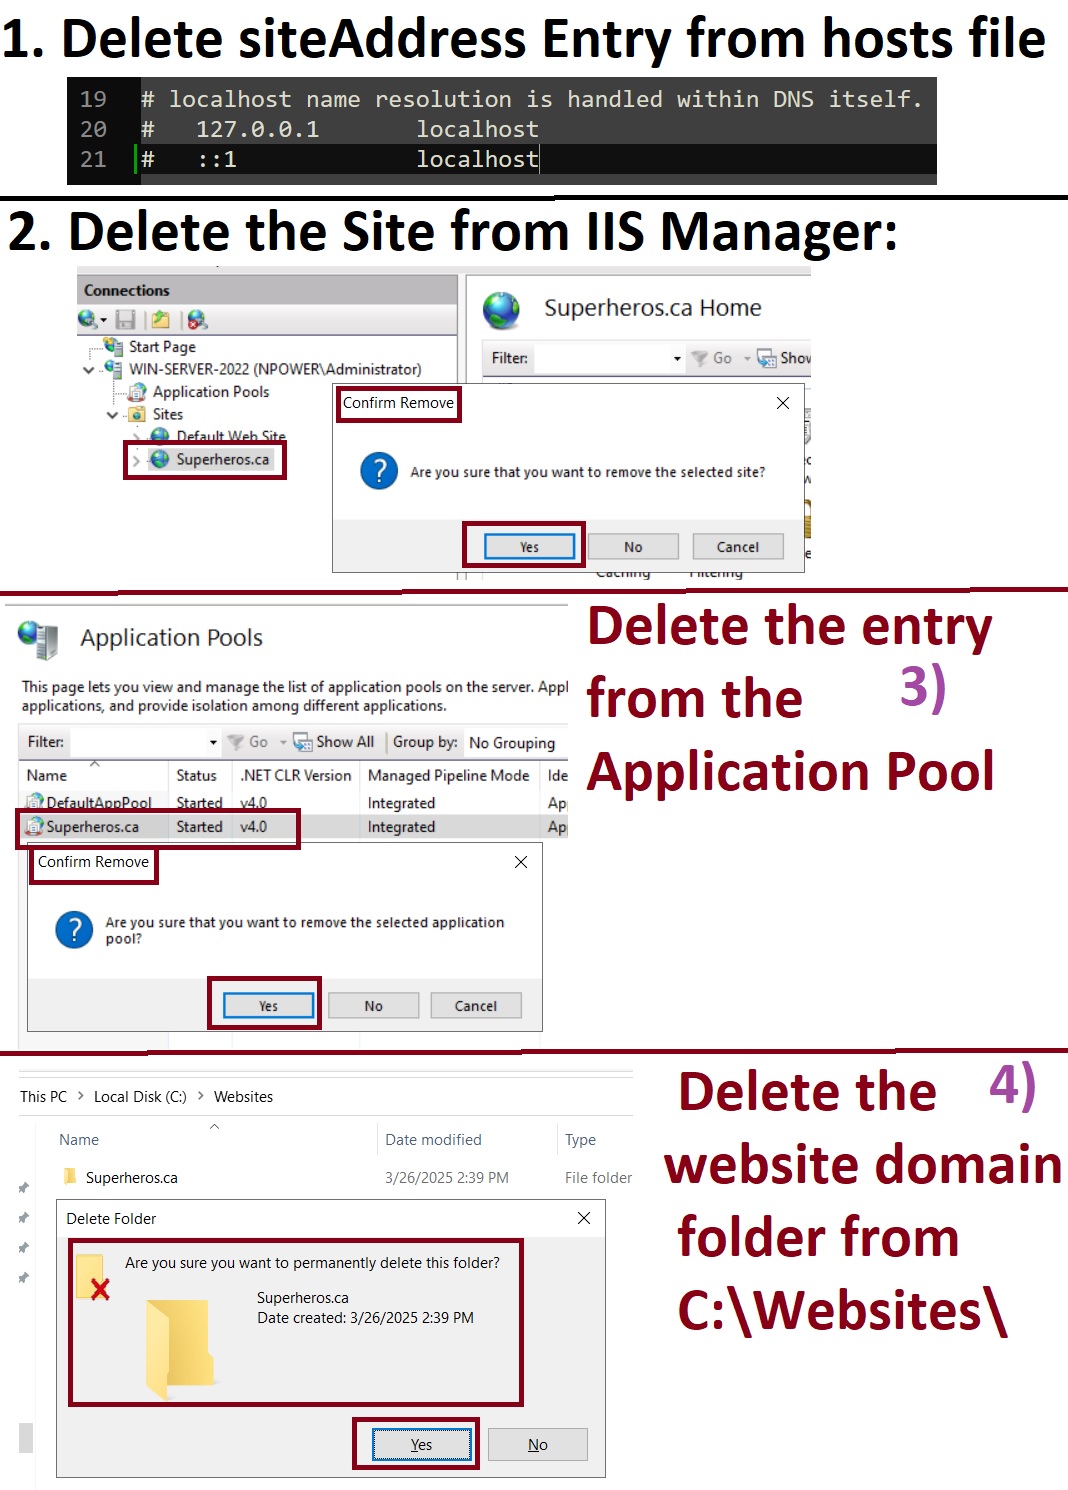 1. Delete siteAddress Entry from hosts file
19 # localhost name resolution is handled within DNS itself.
20 # 127.0.0.1 localhost
21 # ::1 localhost
2. Delete the Site from IIS Manager:
Connections
Start Page
WIN-SERVER-2022 (NPOWER\Administrator)
Application Pools
Sites
Default Web Site
Superheros.ca
Superheros.ca Home
Filter: Go Show
Confirm Remove
Are you sure that you want to remove the selected site?
Yes No Cancel
Caching Filtering
Application Pools
This page lets you view and manage the list of application pools on the server. Appl
applications, and provide isolation among different applications.
Filter: Go Show All Group by: No Grouping
Name Status .NET CLR Version Managed Pipeline Mode Ide
DefaultAppPool Started v4.0 Integrated Ap
Superheros.ca Started v4.0 Integrated Ap
Confirm Remove
Are you sure that you want to remove the selected application
pool?
Yes No Cancel
Delete the entry
from the 3)
Application Pool
This PC > Local Disk (C:) > Websites
Name Date modified Type
Superheros.ca 3/26/2025 2:39 PM File folder
Delete Folder
Are you sure you want to permanently delete this folder?
Superheros.ca
Date created: 3/26/2025 2:39 PM
Yes No
Delete the 4)
website domain
folder from
C:\Websites\